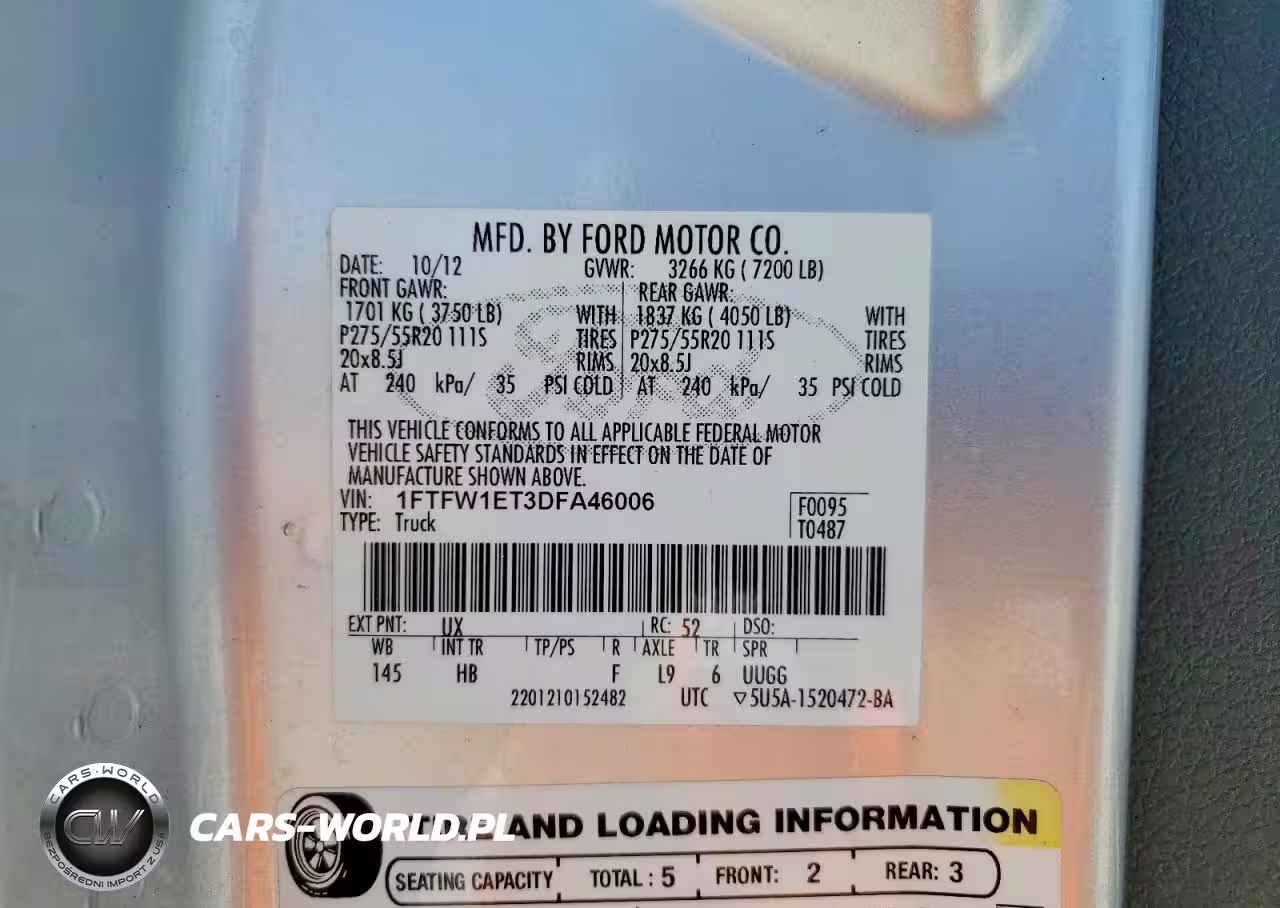 MFD. BY FORD MOTOR CO.
DATE: 10/12 GVWR: 3266 KG ( 7200 LB)
FRONT GAWR: REAR GAWR:
1701 KG ( 3750 LB) WITH 1837 KG ( 4050 LB) WITH
P275/55R20 111S TIRES P275/55R20 111S TIRES
20x8.5J RIMS 20x8.5J RIMS
AT 240 kPa/ 35 PSI COLD AT 240 kPa/ 35 PSI COLD
THIS VEHICLE CONFORMS TO ALL APPLICABLE FEDERAL MOTOR
VEHICLE SAFETY STANDARDS IN EFFECT ON THE DATE OF
MANUFACTURE SHOWN ABOVE.
VIN: 1FTFW1ET3DFA46006 F0095
TYPE: Truck T0487
EXT PNT: UX RC: 52 DSO:
WB INT TR TP/PS R AXLE TR SPR
145 HB F L9 6 UUGG
2201210152482 UTC ▽5U5A-1520472-BA
AND LOADING INFORMATION
SEATING CAPACITY TOTAL : 5 FRONT: 2 REAR: 3
CARS-WORLD
CW
BEZPOŚREDNI IMPORT Z USA
CARS-WORLD.PL